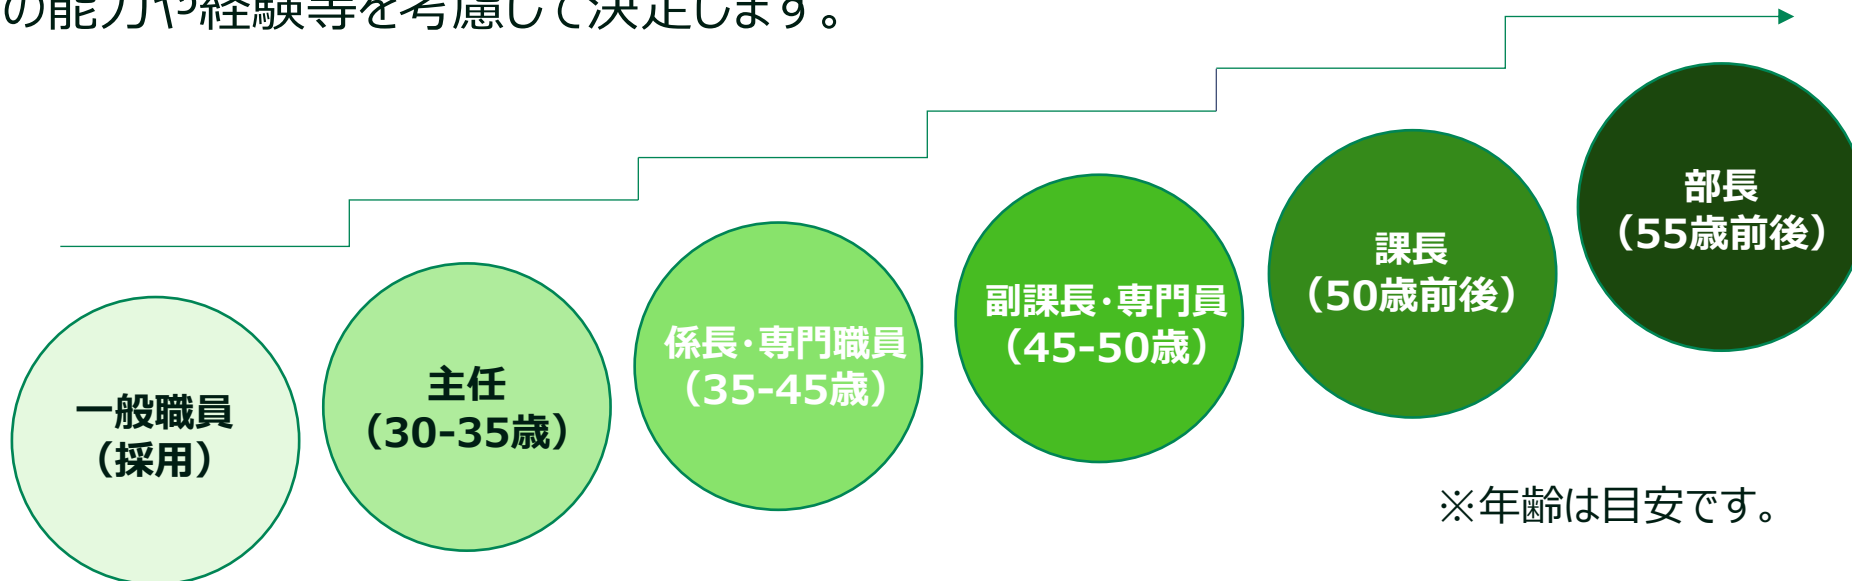 の能力や経験等を考慮して決定します。
一般職員
（採用）
主任
（30-35歳）
係長・専門職員
（35-45歳）
副課長・専門員
（45-50歳）
課長
（50歳前後）
部長
（55歳前後）
※年齢は目安です。